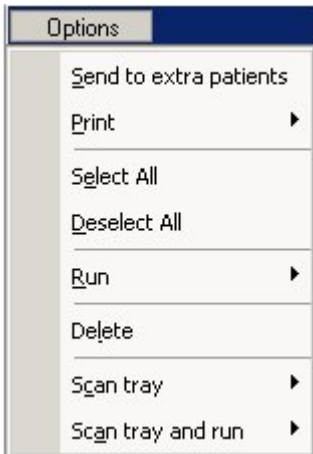 Options
Send to extra patients
Print
Select All
Deselect All
Run
Delete
Scan tray
Scan tray and run